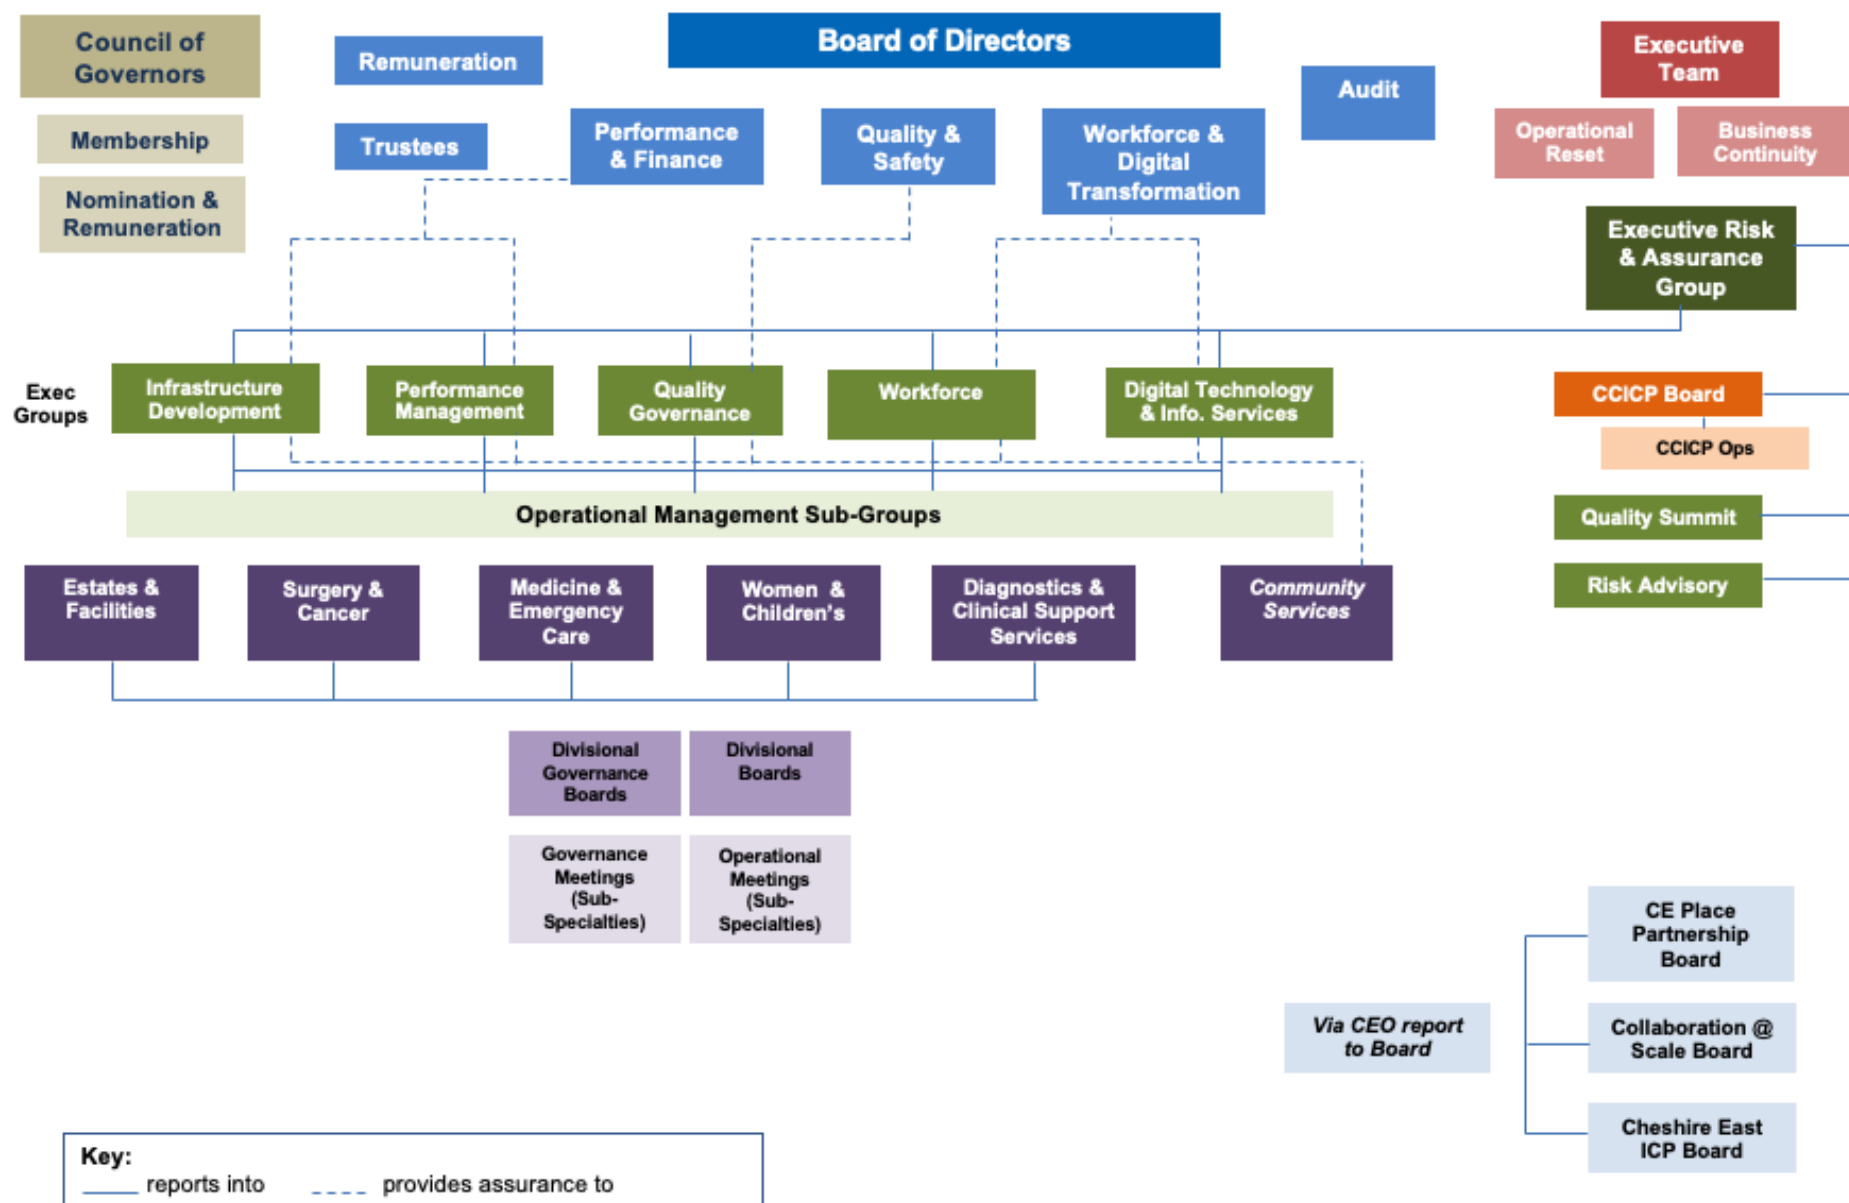 Council of
Governors
Membership
Nomination &
Remuneration
Remuneration
Trustees
Board of Directors
Performance
& Finance
Quality &
Safety
Workforce &
Digital
Transformation
Audit
Executive
Team
Operational
Reset
Business
Continuity
Executive Risk
& Assurance
Group
Exec
Groups
Infrastructure
Development
Performance
Management
Quality
Governance
Workforce
Digital Technology
& Info. Services
CCICP Board
CCICP Ops
Quality Summit
Risk Advisory
Operational Management Sub-Groups
Estates &
Facilities
Surgery &
Cancer
Medicine &
Emergency
Care
Women &
Children's
Diagnostics &
Clinical Support
Services
Community
Services
Divisional
Governance
Boards
Divisional
Boards
Governance
Meetings
(Sub-
Specialties)
Operational
Meetings
(Sub-
Specialties)
Via CEO report
to Board
CE Place
Partnership
Board
Collaboration @
Scale Board
Cheshire East
ICP Board
Key:
reports into
provides assurance to